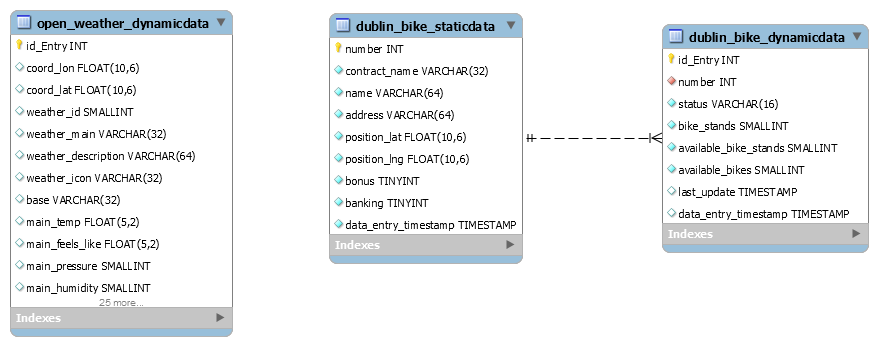 open_weather_dynamicdata
id_Entry INT
coord_lon FLOAT(10,6)
coord_lat FLOAT(10,6)
weather_id SMALLINT
weather_main VARCHAR(32)
weather_description VARCHAR(64)
weather_icon VARCHAR(32)
base VARCHAR(32)
main_temp FLOAT(5,2)
main_feels_like FLOAT(5,2)
main_pressure SMALLINT
main_humidity SMALLINT
25 more...
Indexes
dublin_bike_staticdata
number INT
contract_name VARCHAR(32)
name VARCHAR(64)
address VARCHAR(64)
position_lat FLOAT(10,6)
position_lng FLOAT(10,6)
bonus TINYINT
banking TINYINT
data_entry_timestamp TIMESTAMP
Indexes
dublin_bike_dynamicdata
id_Entry INT
number INT
status VARCHAR(16)
bike_stands SMALLINT
available_bike_stands SMALLINT
available_bikes SMALLINT
last_update TIMESTAMP
data_entry_timestamp TIMESTAMP
Indexes